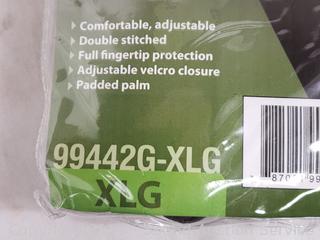 Comfortable, adjustable
Double stitched
Full fingertip protection
Adjustable velcro closure
Padded palm
99442G-XLG
XLG